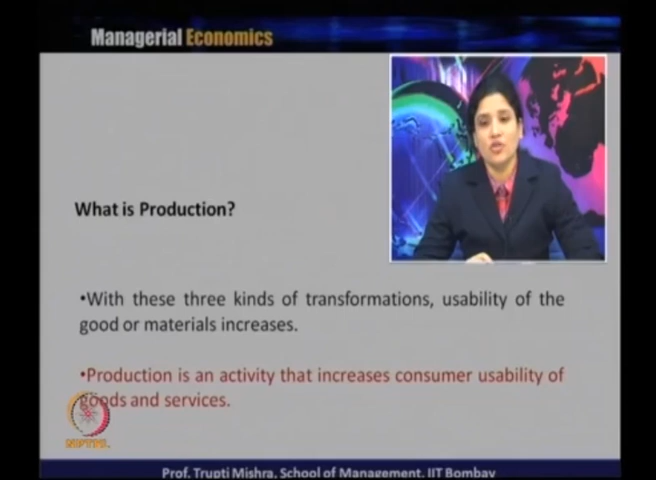 Managerial Economics
What is Production?
•With these three kinds of transformations, usability of the
good or materials increases.
•Production is an activity that increases consumer usability of
goods and services.
NPTEL
Prof. Trupti Mishra, School of Management, IIT Bombay